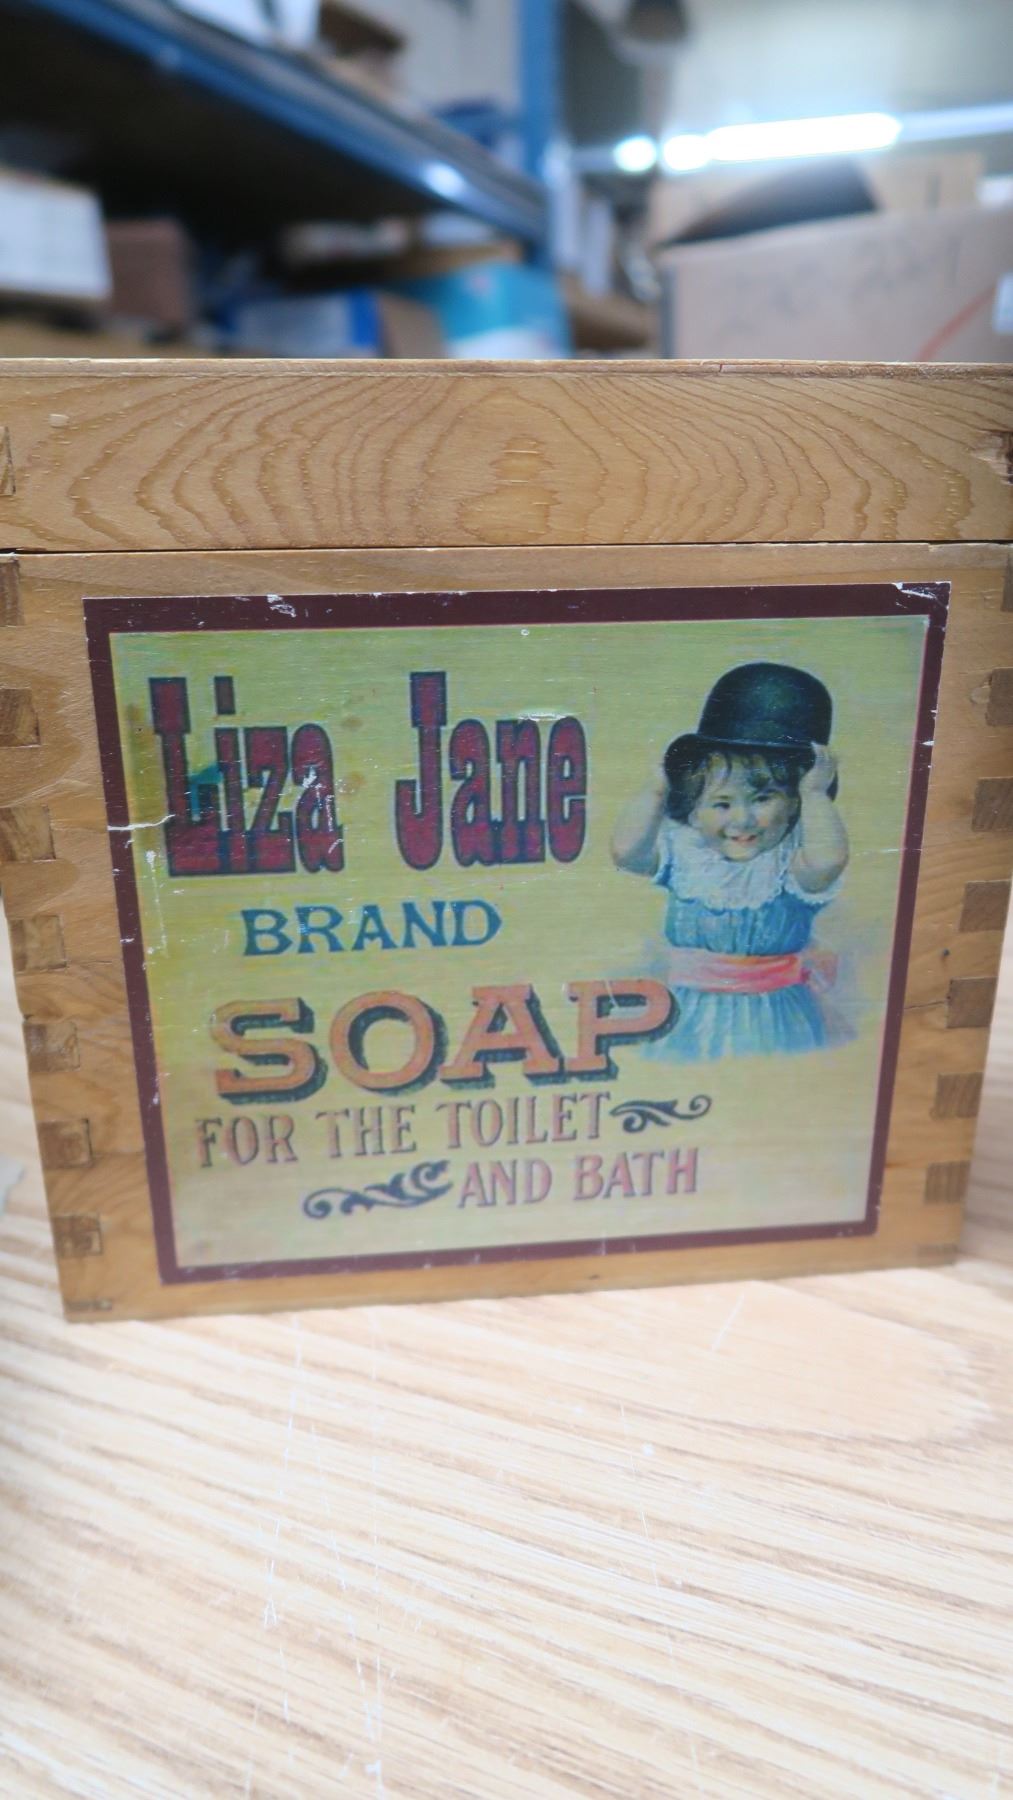 Liza Jane
BRAND
SOAP
FOR THE TOILET
AND BATH